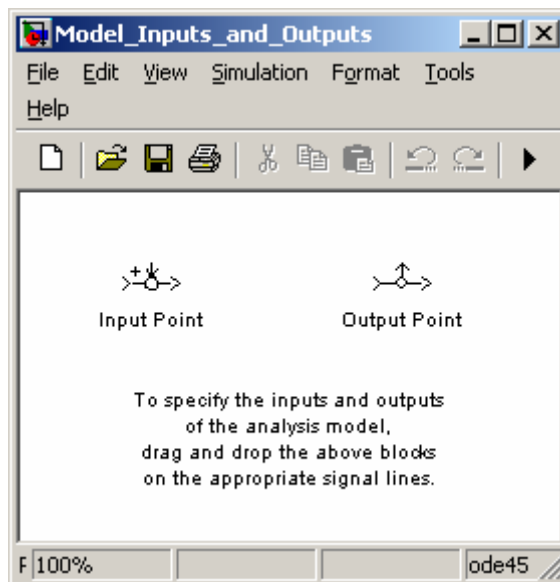 Model_Inputs_and_Outputs
File Edit View Simulation Format Tools
Help
Input Point Output Point
To specify the inputs and outputs
of the analysis model,
drag and drop the above blocks
on the appropriate signal lines.
F 100% ode45